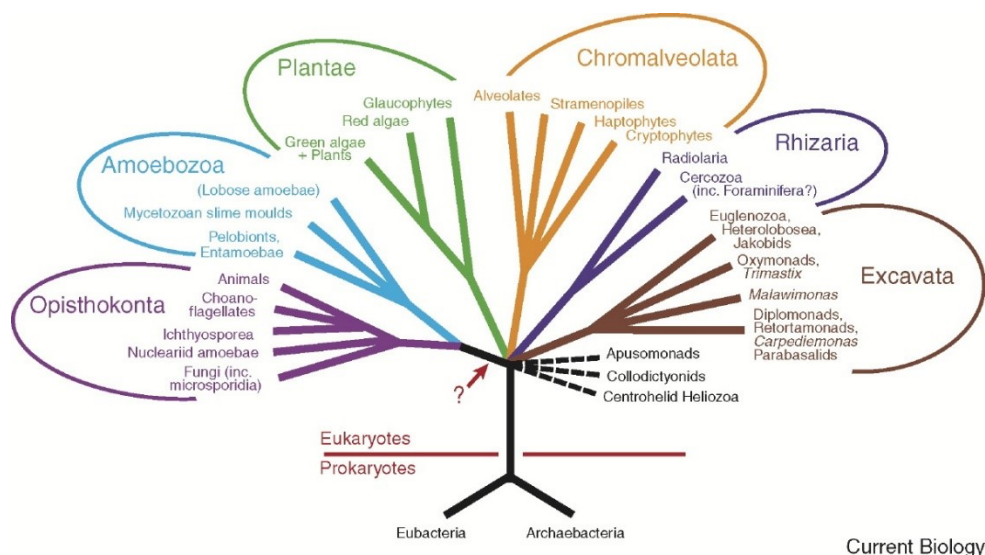 Plantae
Glaucophytes
Red algae
Green algae
+ Plants
Chromalveolata
Alveolates
Stramenopiles
Haptophytes
Cryptophytes
Amoebozoa
(Lobose amoebae)
Mycetozoan slime moulds
Pelobionts,
Entamoebae
Rhizaria
Radiolaria
Cercozoa
(inc. Foraminifera?)
Opisthokonta
Animals
Choano-
flagellates
Ichthyosporea
Nucleariid amoebae
Fungi (inc.
microsporidia)
Excavata
Euglenozoa,
Heterolobosea,
Jakobids
Oxymonads,
Trimastix
Malawimonas
Diplomonads,
Retortamonads,
Carpediemonas
Parabasalids
?
Apusomonads
Collodictyonids
Centrohelid Heliozoa
Eukaryotes
Prokaryotes
Eubacteria
Archaebacteria
Current Biology